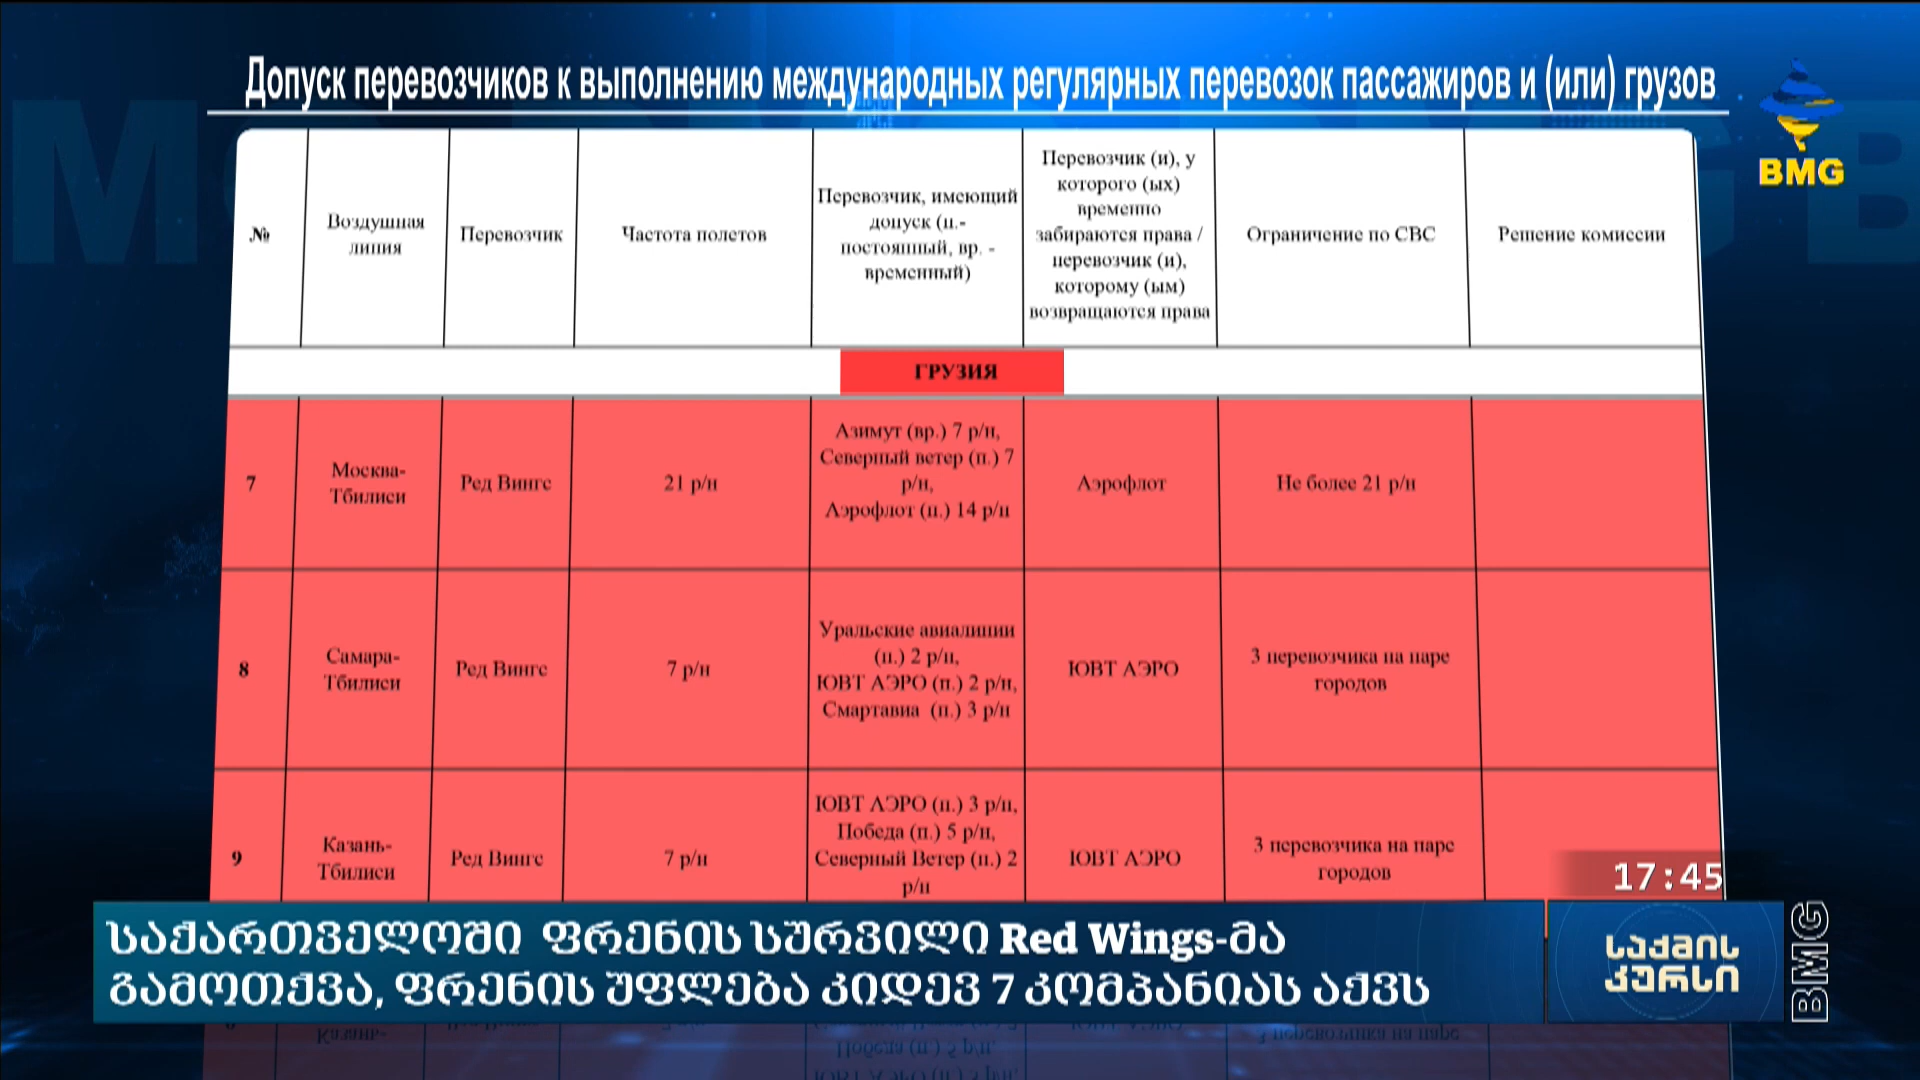 Допуск перевозчиков к выполнению международных регулярных перевозок пассажиров и (или) грузов
BMG
№
Воздушная
линия
Перевозчик
Частота полетов
Перевозчик, имеющий
допуск (п.-
постоянный, вр. -
временный)
Перевозчик (и), у
которого (ых)
временно
забираются права /
перевозчик (и),
которому (ым)
возвращаются права
Ограничение по СВС
Решение комиссии
ГРУЗИЯ
7
Москва-
Тбилиси
Ред Вингс
21 р/н
Азимут (вр.) 7 р/н,
Северный ветер (п.) 7
р/н,
Аэрофлот (п.) 14 р/н
Аэрофлот
Не более 21 р/н
8
Самара-
Тбилиси
Ред Вингс
7 р/н
Уральские авиалинии
(п.) 2 р/н,
ЮВТ АЭРО (п.) 2 р/н,
Смартавиа (п.) 3 р/н
ЮВТ АЭРО
3 перевозчика на паре
городов
9
Казань-
Тбилиси
Ред Вингс
7 р/н
ЮВТ АЭРО (п.) 3 р/н,
Победа (п.) 5 р/н,
Северный Ветер (п.) 2
р/н
ЮВТ АЭРО
3 перевозчика на паре
городов
17:45
საქართველოში ფრენის სურვილი Red Wings-მა
გამოთქვა, ფრენის უფლება კიდევ 7 კომპანიას აქვს
საქმის
კურსი
BMG